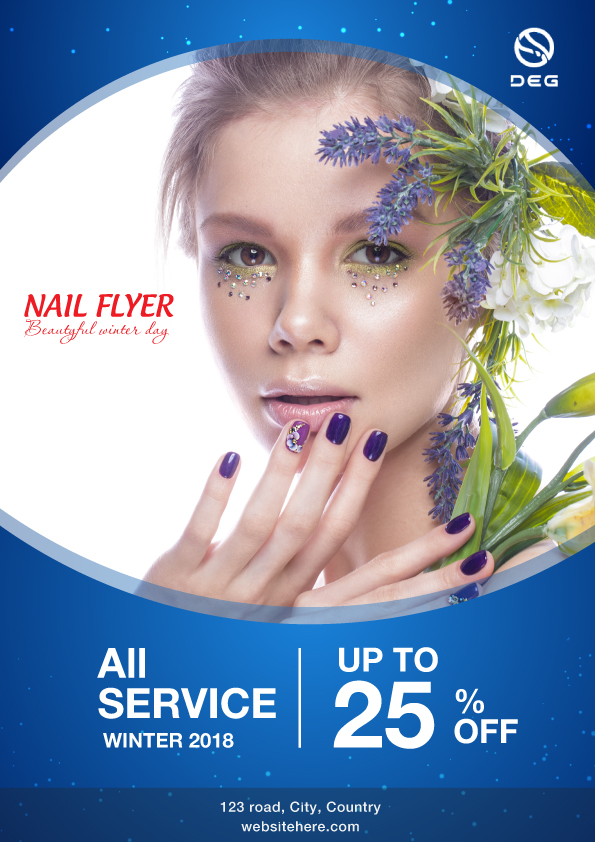 DEG
NAIL FLYER
Beautyful winter day
All
SERVICE
WINTER 2018
UP TO
25 %
OFF
123 road, City, Country
websitehere.com